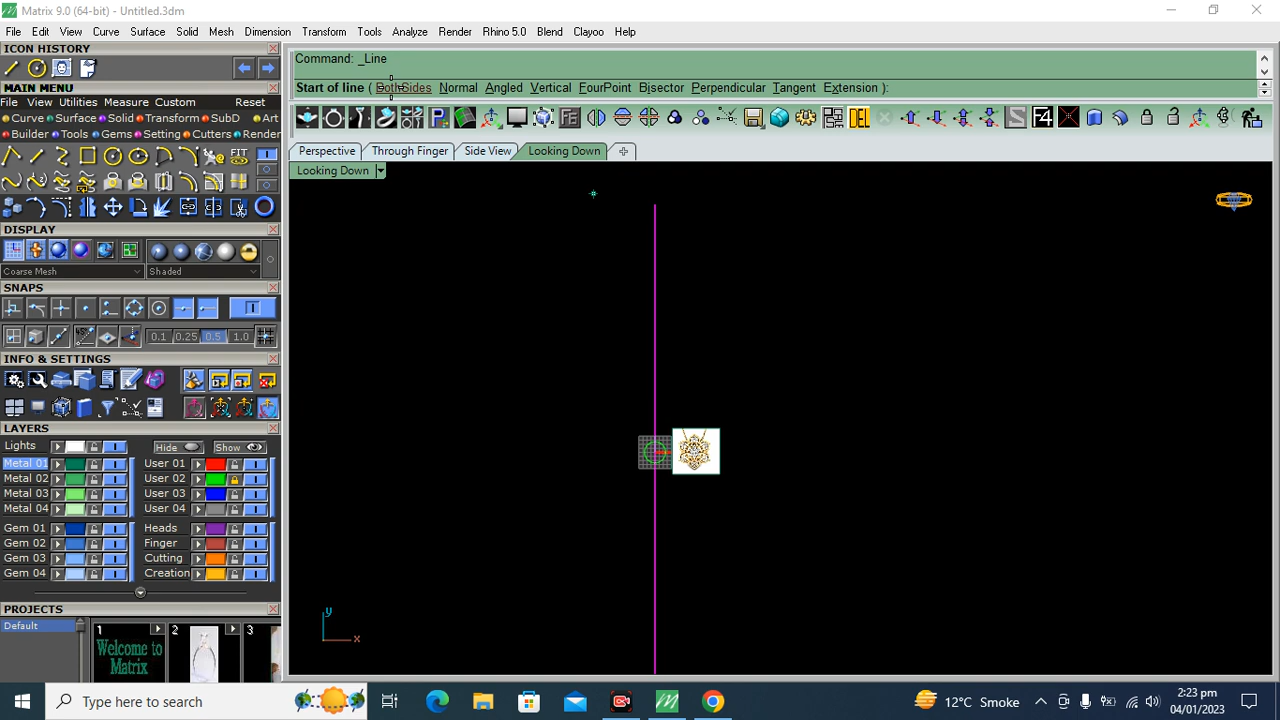 Matrix 9.0 (64-bit) - Untitled.3dm
File Edit View Curve Surface Solid Mesh Dimension Transform Tools Analyze Render Rhino 5.0 Blend Clayoo Help
ICON HISTORY
MAIN MENU
File View Utilities Measure Custom Reset
Curve Surface Solid Transform SubD Art
Builder Tools Gems Setting Cutters Render
FIT
DISPLAY
Coarse Mesh Shaded
SNAPS
0.1 0.25 0.5 1.0
INFO & SETTINGS
LAYERS
Lights Hide Show
Metal 01 User 01
Metal 02 User 02
Metal 03 User 03
Metal 04 User 04
Gem 01 Heads
Gem 02 Finger
Gem 03 Cutting
Gem 04 Creation
PROJECTS
Default
1 2 3
Welcome to
Matrix
Command: _Line
Start of line ( BothSides Normal Angled Vertical FourPoint Bisector Perpendicular Tangent Extension ):
F4
Perspective Through Finger Side View Looking Down
Looking Down
y
x
Type here to search
12°C Smoke
2:23 pm
04/01/2023